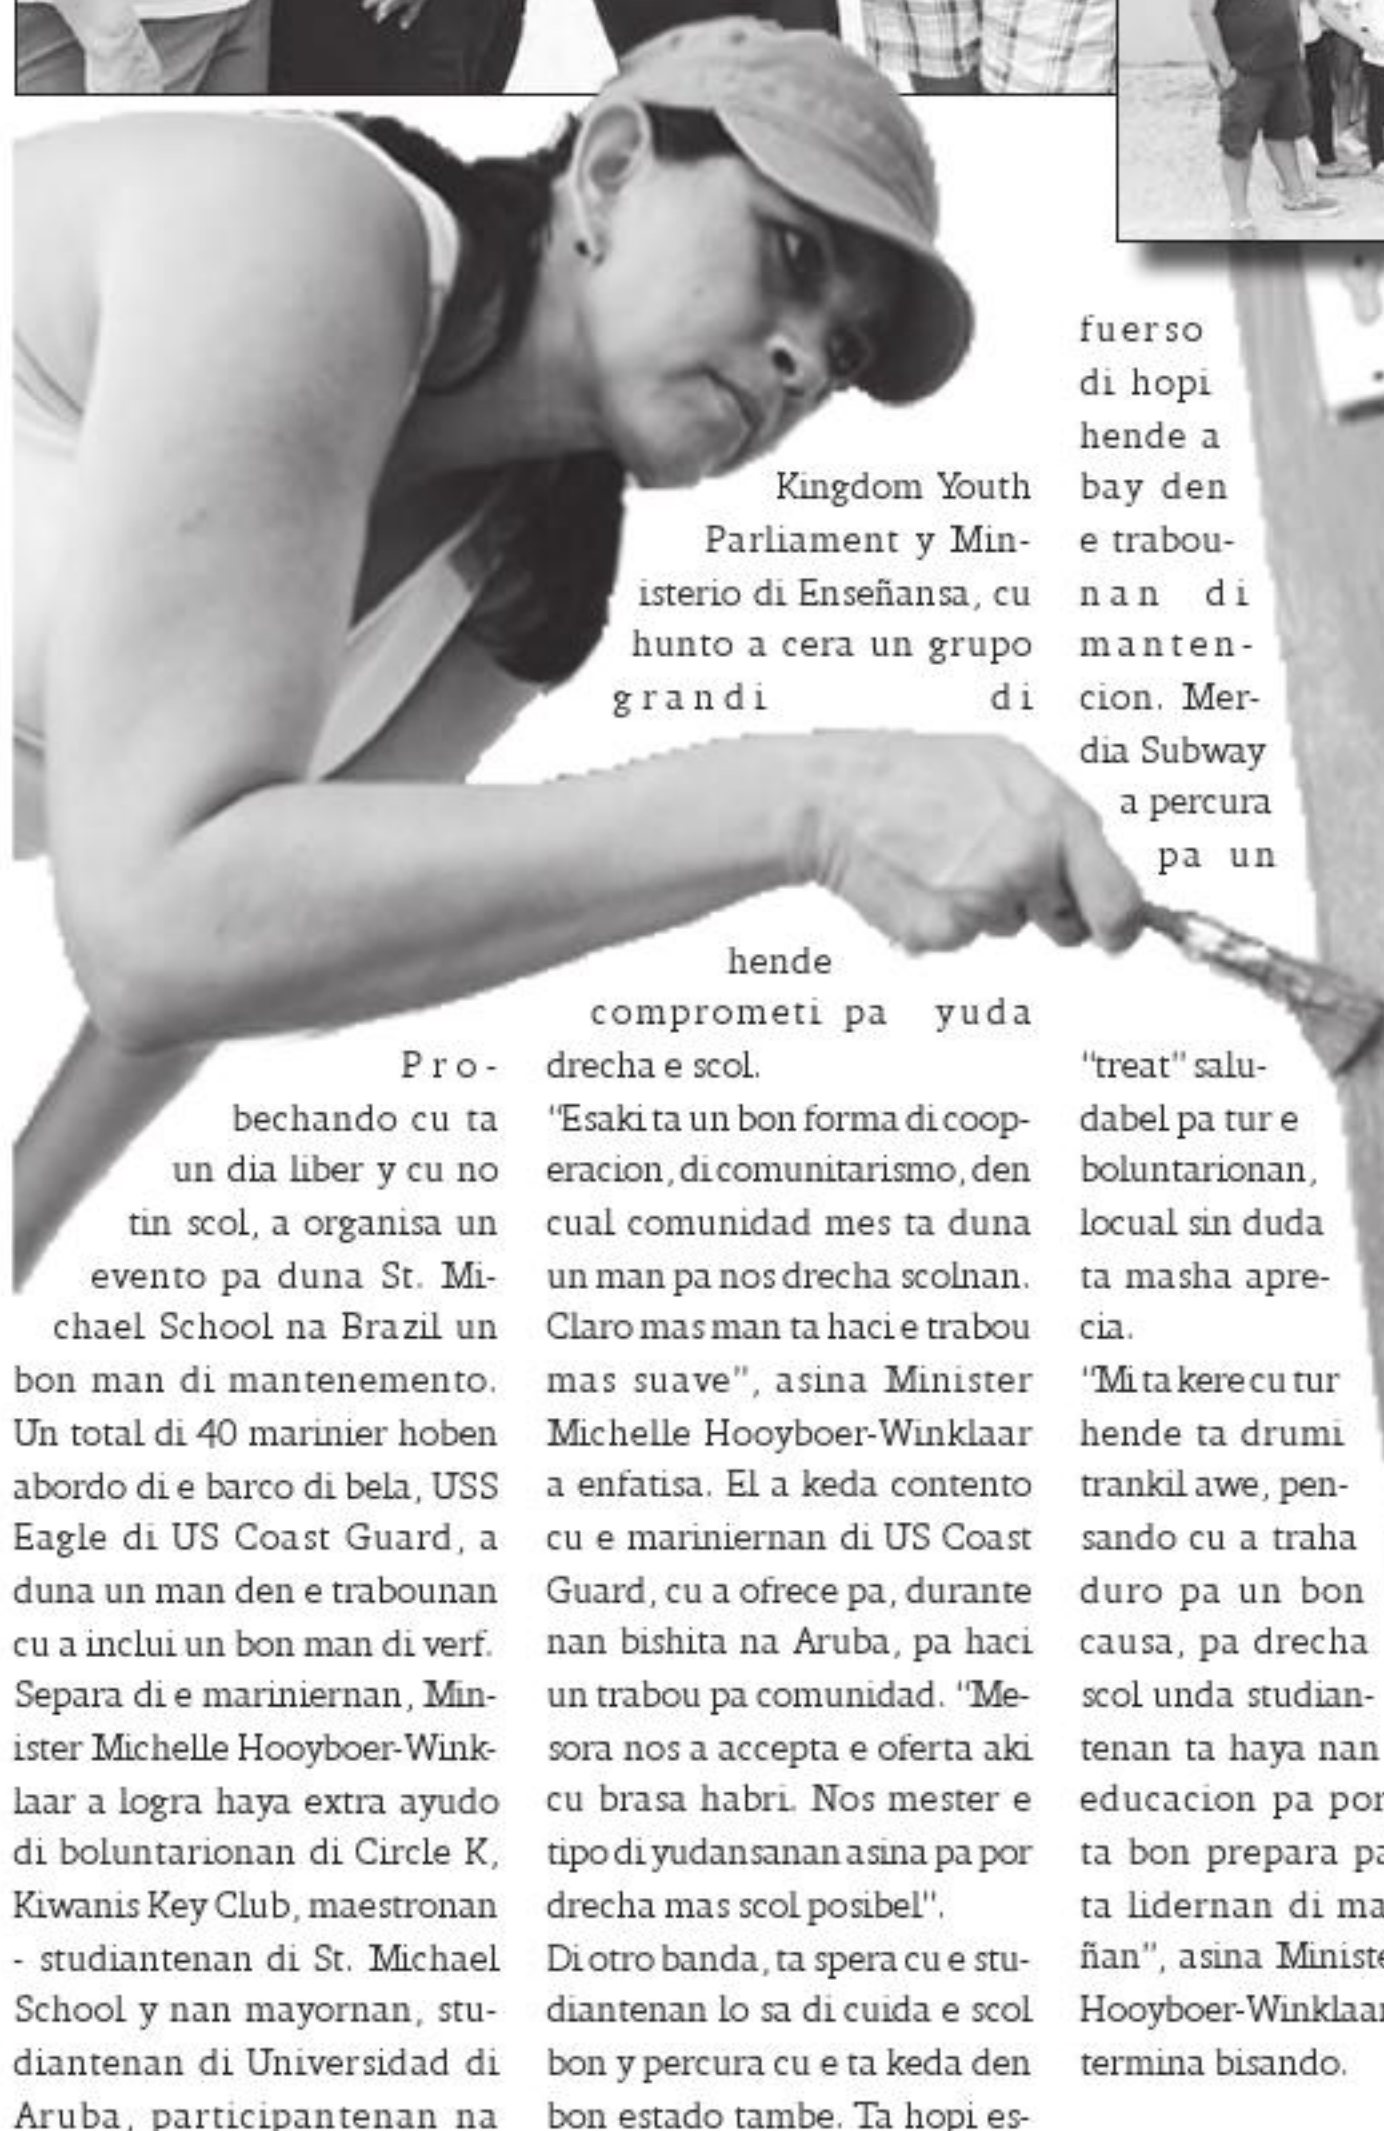 Pro-
bechando cu ta
un dia liber y cu no
tin scol, a organisa un
evento pa duna St. Mi-
chael School na Brazil un
bon man di mantenemento.
Un total di 40 marinier hoben
abordo di e barco di bela, USS
Eagle di US Coast Guard, a
duna un man den e trabounan
cu a inclui un bon man di verf.
Separa di e mariniernan, Min-
ister Michelle Hooyboer-Wink-
laar a logra haya extra ayudo
di boluntarionan di Circle K,
Kiwanis Key Club, maestronan
- studiantenan di St. Michael
School y nan mayornan, stu-
diantenan di Universidad di
Aruba, participantenan na
Kingdom Youth
Parliament y Min-
isterio di Enseñansa, cu
hunto a cera un grupo
grandi di
hende
comprometi pa yuda
drecha e scol.
"Esaki ta un bon forma di coop-
eracion, di comunitarismo, den
cual comunidad mes ta duna
un man pa nos drecha scolnan.
Claro mas man ta haci e trabou
mas suave", asina Minister
Michelle Hooyboer-Winklaar
a enfatisa. El a keda contento
cu e mariniernan di US Coast
Guard, cu a ofrece pa, durante
nan bishita na Aruba, pa haci
un trabou pa comunidad. "Me-
sora nos a accepta e oferta aki
cu brasa habri. Nos mester e
tipo di yudansanan asina pa por
drecha mas scol posibel".
Di otro banda, ta spera cu e stu-
diantenan lo sa di cuida e scol
bon y percura cu e ta keda den
bon estado tambe. Ta hopi es-
fuerso
di hopi
hende a
bay den
e trabou-
nan di
manten-
cion. Mer-
dia Subway
a percura
pa un
"treat" salu-
dabel pa tur e
boluntarionan,
locual sin duda
ta masha apre-
cia.
"Mi ta kere cu tur
hende ta drumi
trankil awe, pen-
sando cu a traha
duro pa un bon
causa, pa drecha
scol unda studian-
tenan ta haya nan
educacion pa por
ta bon prepara pa
ta lidernan di ma
ñan", asina Ministe
Hooyboer-Winklaar
termina bisando.